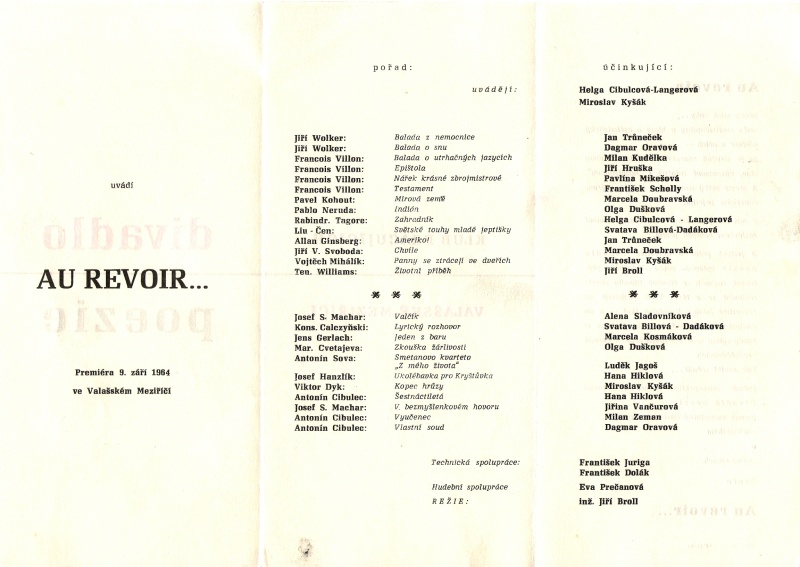 uvádí
AU REVOIR...
Premiéra 9. září 1984
ve Valašském Meziříčí
pořad:
uvádějí:
Jiří Wolker: Balada z nemocnice
Jiří Wolker: Balada o snu
Francois Villon: Balada o utrhačných jazycích
Francois Villon: Epištola
Francois Villon: Nářek krásné zbrojmistrové
Francois Villon: Testament
Pavel Kohout: Mírová země
Pablo Neruda: Indián
Rabindr. Tagore: Zahradník
Liu - Čen: Světské touhy mladé jeptišky
Allan Ginsberg: Ameriko!
Jiří V. Svoboda: Chvíle
Vojtěch Mihálik: Panny se ztrácejí ve dveřích
Ten. Williams: Životní příběh
* * *
Josef S. Machar: Valčík
Kons. Calczyňski: Lyrický rozhovor
Jens Gerlach: Jeden z baru
Mar. Cvetajeva: Zkouška žárlivosti
Antonín Sova: Smetanovo kvarteto
„Z mého života“
Josef Hanzlík: Ukolébavka pro Kryštůvka
Viktor Dyk: Kopec hrůzy
Antonín Cibulec: Šestnáctiletá
Josef S. Machar: V. bezmyšlenkovém hovoru
Antonín Cibulec: Vyučenec
Antonín Cibulec: Vlastní soud
Technická spolupráce:
Hudební spolupráce
REŽIE:
účinkující:
Helga Cibulcová-Langerová
Miroslav Kyšák
Jan Trůneček
Dagmar Oravová
Milan Kudělka
Jiří Hruška
Pavlína Mikešová
František Scholly
Marcela Doubravská
Olga Dušková
Helga Cibulcová - Langerová
Svatava Billová-Dadáková
Jan Trůneček
Marcela Doubravská
Miroslav Kyšák
Jiří Broll
* * *
Alena Sladovníková
Svatava Billová - Dadáková
Marcela Kosmáková
Olga Dušková
Luděk Jagoš
Hana Hiklová
Miroslav Kyšák
Hana Hiklová
Jiřina Vančurová
Milan Zeman
Dagmar Oravová
František Juriga
František Dolák
Eva Prečanová
inž. Jiří Broll